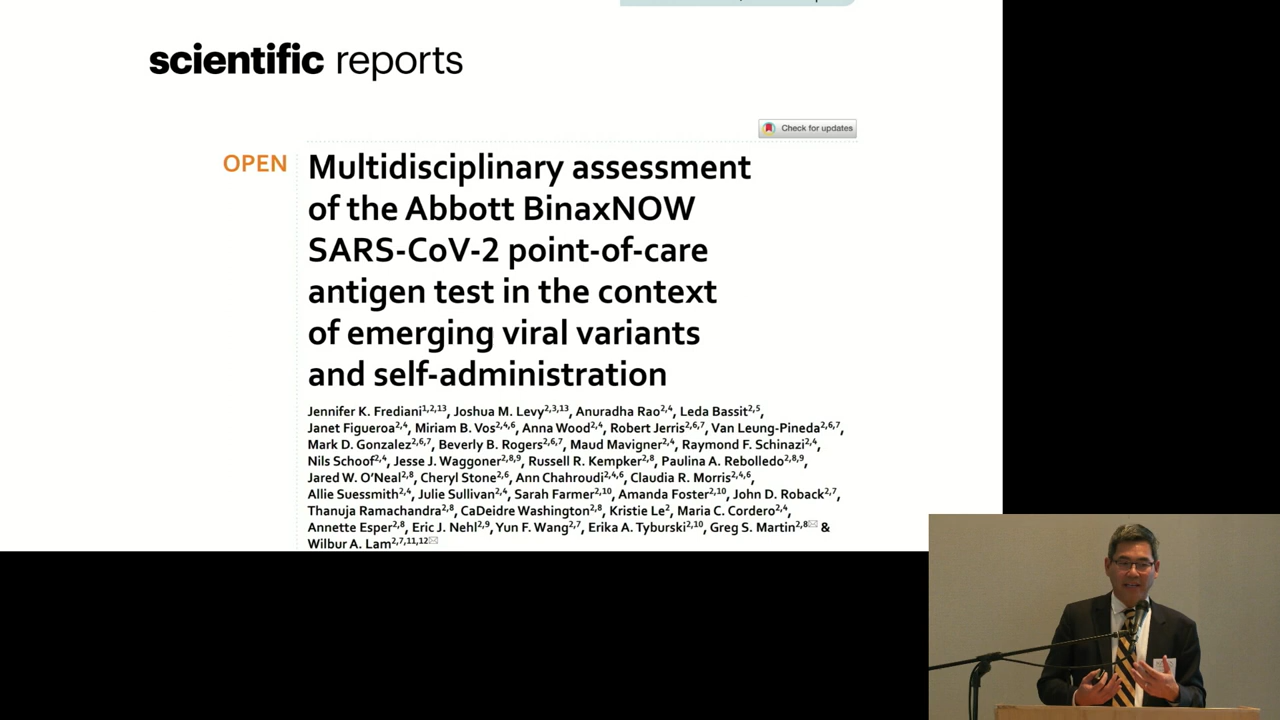 scientific reports
Check for updates
OPEN
Multidisciplinary assessment
of the Abbott BinaxNOW
SARS-CoV-2 point-of-care
antigen test in the context
of emerging viral variants
and self-administration
Jennifer K. Frediani1,2,13, Joshua M. Levy2,3,13, Anuradha Rao2,4, Leda Bassit2,5,
Janet Figueroa2,4, Miriam B. Vos2,4,6, Anna Wood2,4, Robert Jerris2,6,7, Van Leung-Pineda2,6,7,
Mark D. Gonzalez2,6,7, Beverly B. Rogers2,6,7, Maud Mavigner2,4, Raymond F. Schinazi2,4,
Nils Schoof2,4, Jesse J. Waggoner2,8,9, Russell R. Kempker2,8, Paulina A. Rebolledo2,8,9,
Jared W. O'Neal2,8, Cheryl Stone2,6, Ann Chahroudi2,4,6, Claudia R. Morris2,4,6,
Allie Suessmith2,4, Julie Sullivan2,4, Sarah Farmer2,10, Amanda Foster2,10, John D. Roback2,7,
Thanuja Ramachandra2,8, CaDeidre Washington2,8, Kristie Le2, Maria C. Cordero2,4,
Annette Esper2,8, Eric J. Nehl2,9, Yun F. Wang2,7, Erika A. Tyburski2,10, Greg S. Martin2,8 &
Wilbur A. Lam2,7,11,12